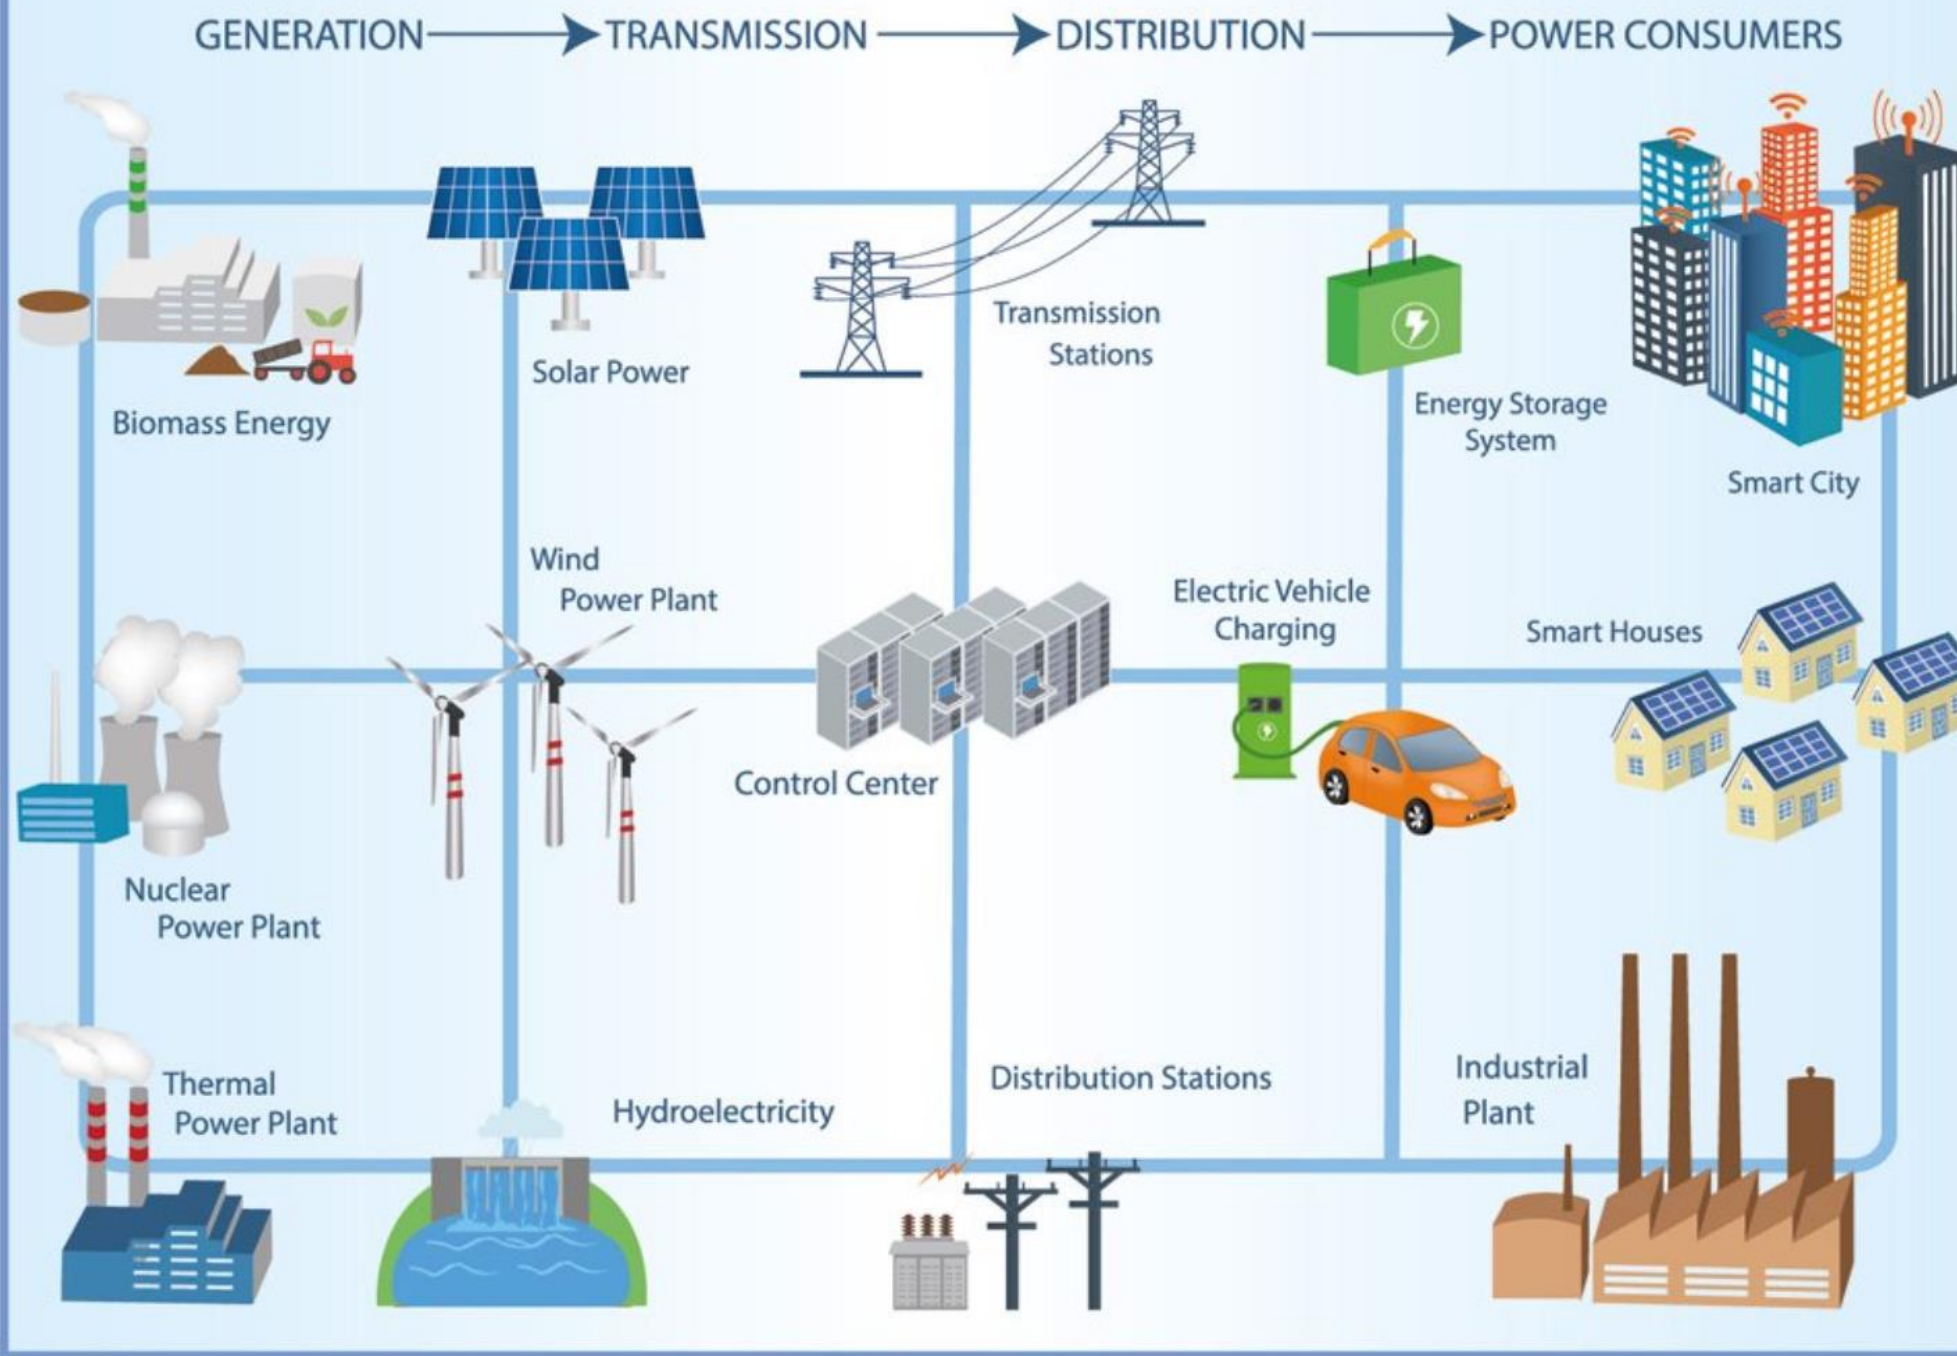 GENERATION TRANSMISSION DISTRIBUTION POWER CONSUMERS
Biomass Energy
Solar Power
Transmission
Stations
Energy Storage
System
Smart City
Wind
Power Plant
Electric Vehicle
Charging
Smart Houses
Control Center
Nuclear
Power Plant
Thermal
Power Plant
Hydroelectricity
Distribution Stations
Industrial
Plant